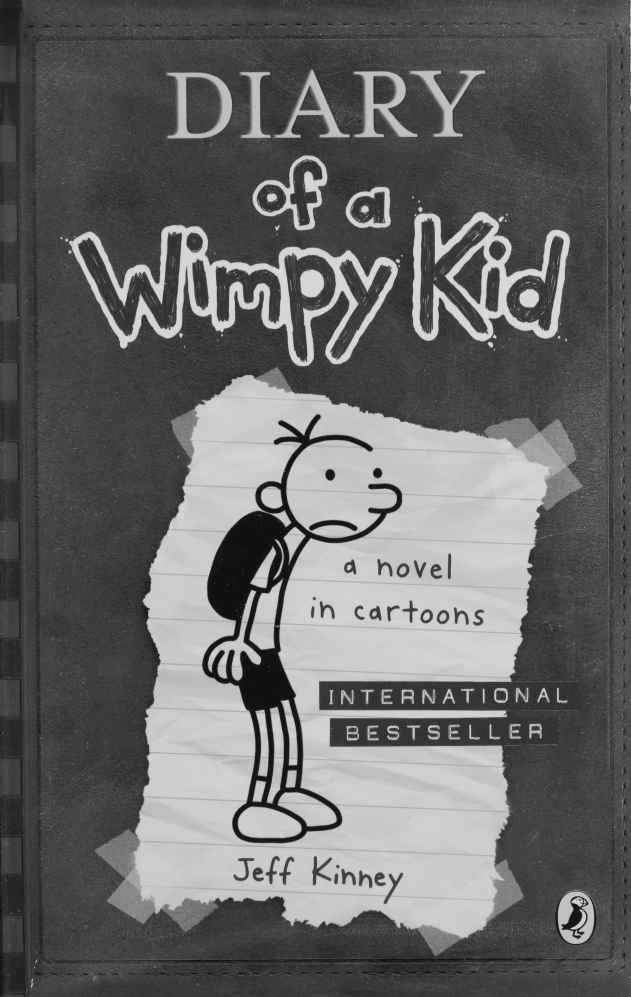 DIARY
of a
Wimpy Kid
a novel
in cartoons
INTERNATIONAL
BESTSELLER
Jeff Kinney